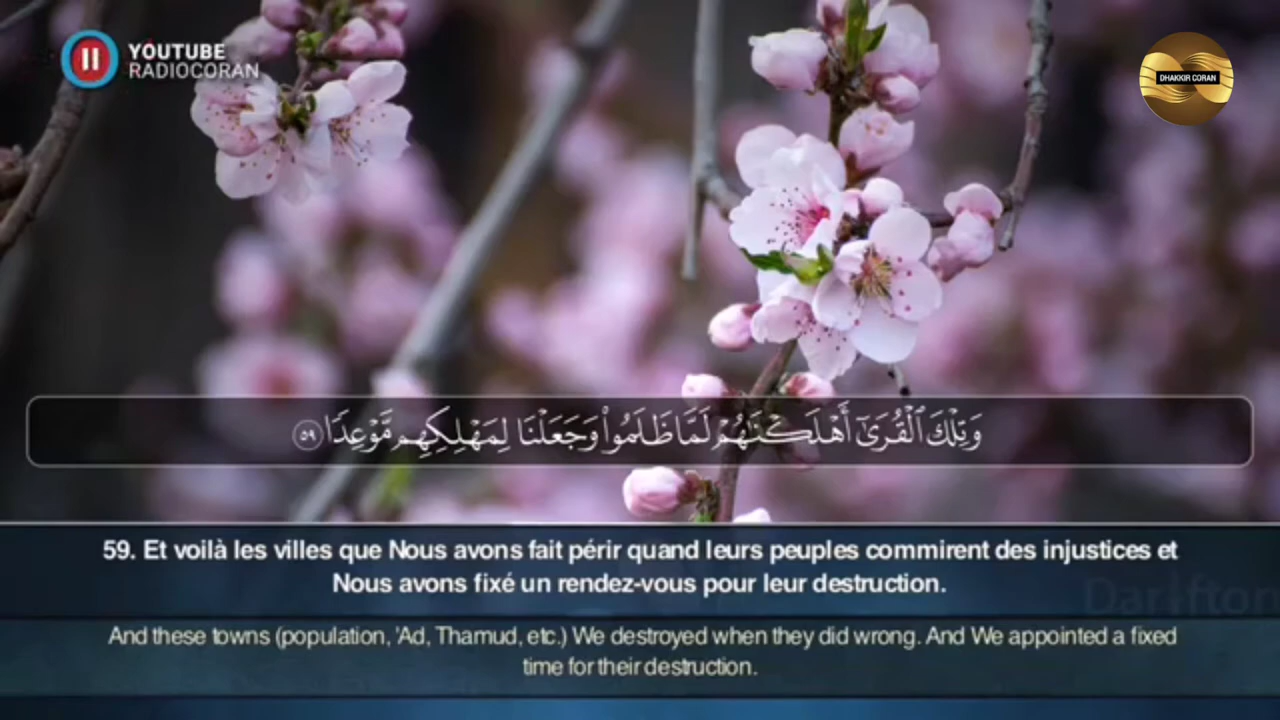 YOUTUBE
RADIOCORAN
DHAKKIR CORAN
وَتِلْكَ ٱلْقُرَىٰٓ أَهْلَكْنَٰهُمْ لَمَّا ظَلَمُوا۟ وَجَعَلْنَا لِمَهْلِكِهِم مَّوْعِدًا ٥٩
59. Et voilà les villes que Nous avons fait périr quand leurs peuples commirent des injustices et
Nous avons fixé un rendez-vous pour leur destruction.
And these towns (population, 'Ad, Thamud, etc.) We destroyed when they did wrong. And We appointed a fixed
time for their destruction.